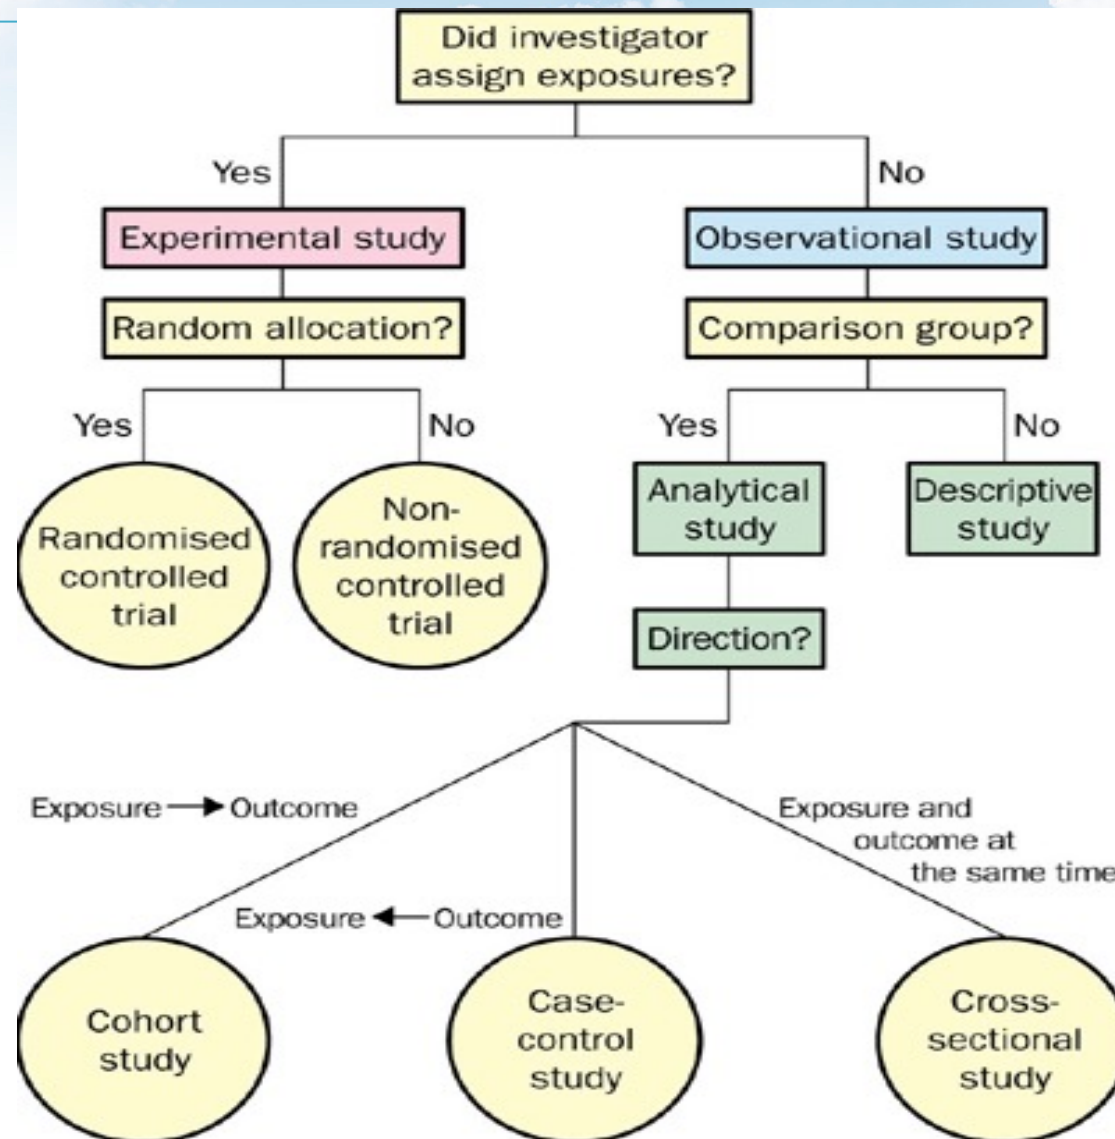 Did investigator
assign exposures?
Yes
No
Experimental study
Observational study
Random allocation?
Comparison group?
Yes
No
Yes
No
Randomised
controlled
trial
Non-
randomised
controlled
trial
Analytical
study
Descriptive
study
Direction?
Exposure → Outcome
Exposure ← Outcome
Exposure and
outcome at
the same time
Cohort
study
Case-
control
study
Cross-
sectional
study